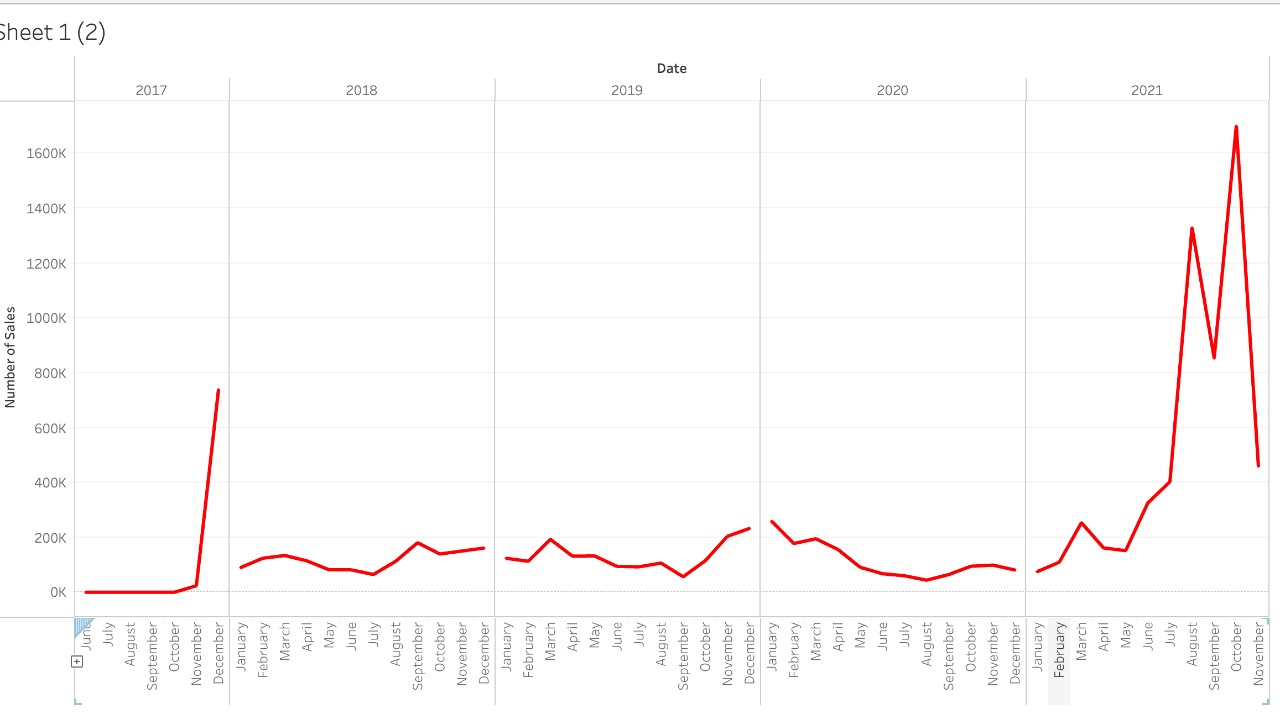 Sheet 1 (2)
Date
2017 2018 2019 2020 2021
1600K
1400K
1200K
1000K
800K
600K
400K
200K
0K
Number of Sales
June July August September October November December January February March April May June July August September October November December January February March April May June July August September October November December January February March April May June July August September October November December January February March April May June July August September October November